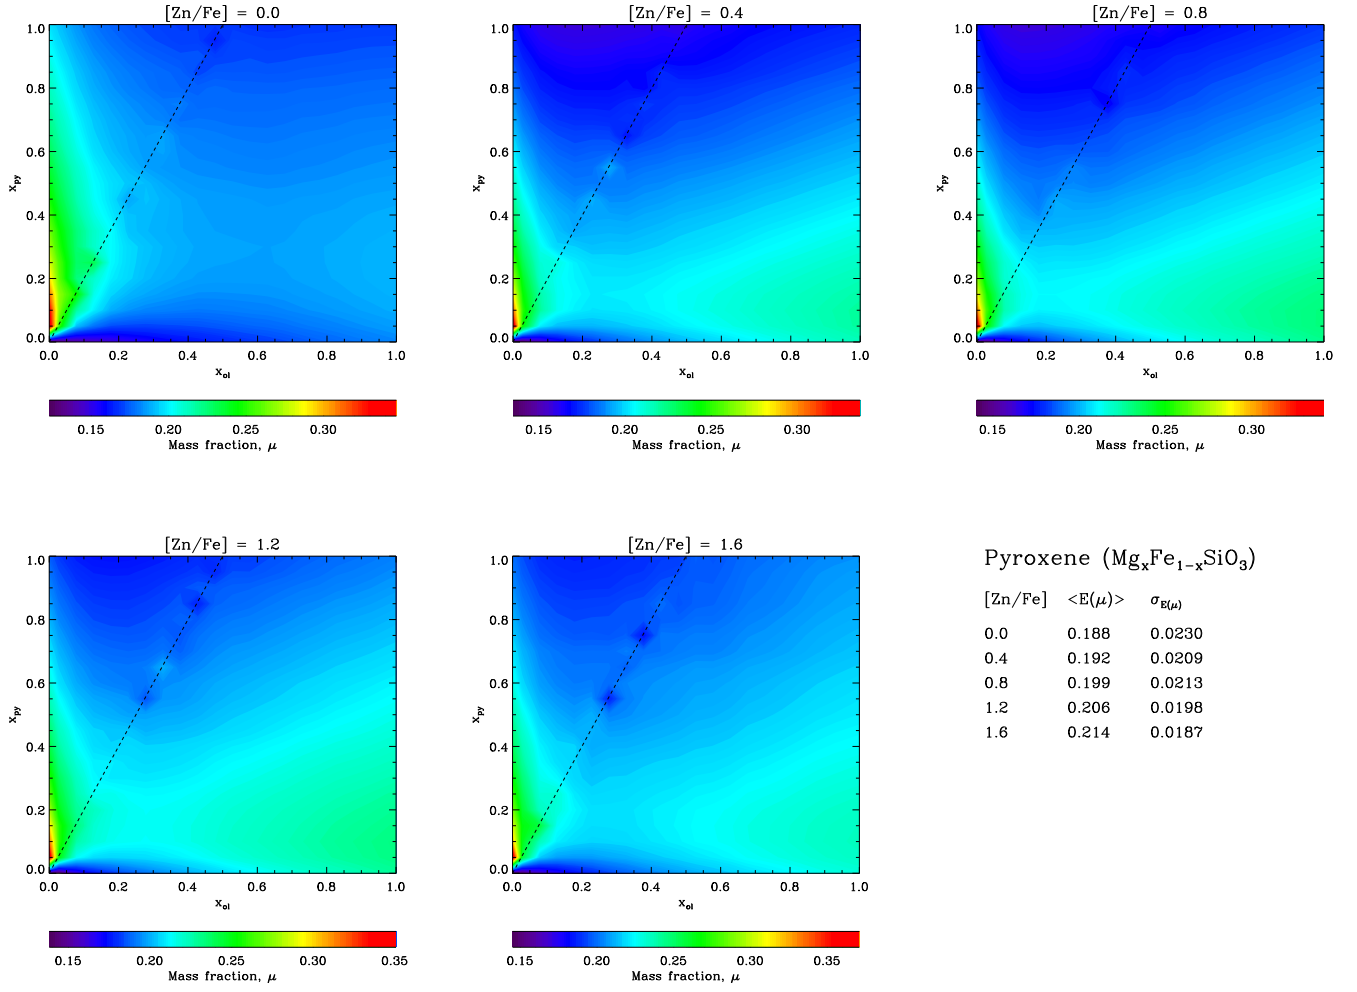 [Zn/Fe] = 0.0
1.0
0.8
0.6
0.4
0.2
0.0
x_py
0.0 0.2 0.4 0.6 0.8 1.0
x_ol
0.15 0.20 0.25 0.30
Mass fraction, μ
[Zn/Fe] = 0.4
1.0
0.8
0.6
0.4
0.2
0.0
x_py
0.0 0.2 0.4 0.6 0.8 1.0
x_ol
0.15 0.20 0.25 0.30
Mass fraction, μ
[Zn/Fe] = 0.8
1.0
0.8
0.6
0.4
0.2
0.0
x_py
0.0 0.2 0.4 0.6 0.8 1.0
x_ol
0.15 0.20 0.25 0.30
Mass fraction, μ
[Zn/Fe] = 1.2
1.0
0.8
0.6
0.4
0.2
0.0
x_py
0.0 0.2 0.4 0.6 0.8 1.0
x_ol
0.15 0.20 0.25 0.30 0.35
Mass fraction, μ
[Zn/Fe] = 1.6
1.0
0.8
0.6
0.4
0.2
0.0
x_py
0.0 0.2 0.4 0.6 0.8 1.0
x_ol
0.15 0.20 0.25 0.30 0.35
Mass fraction, μ
Pyroxene (Mg_xFe_{1-x}SiO_3)
[Zn/Fe] <E(μ)> σ_{E(μ)}
0.0 0.188 0.0230
0.4 0.192 0.0209
0.8 0.199 0.0213
1.2 0.206 0.0198
1.6 0.214 0.0187